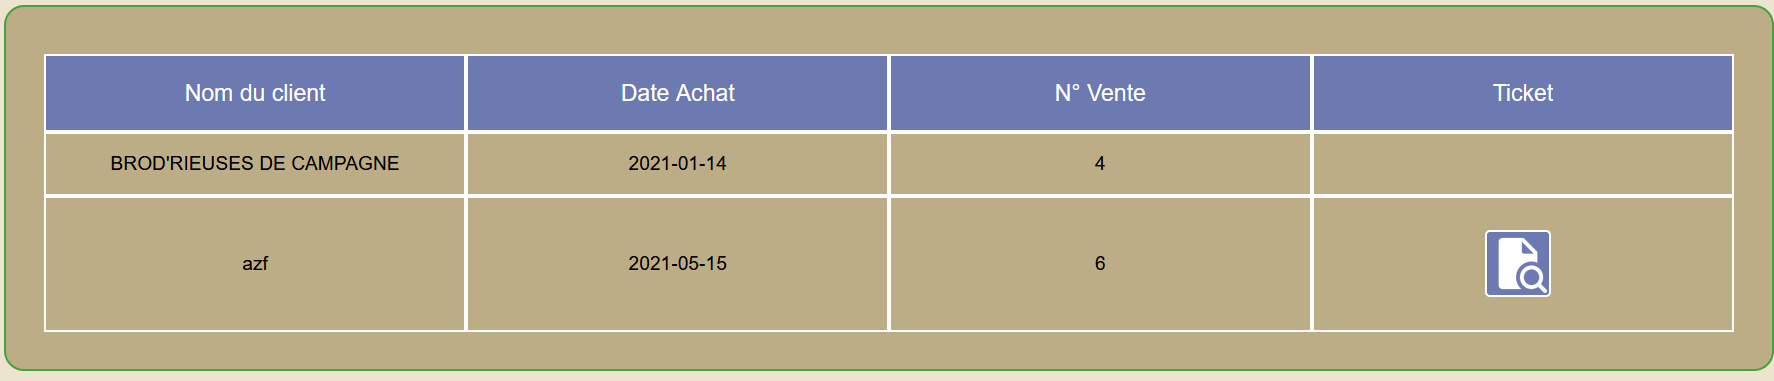 Nom du client Date Achat N° Vente Ticket
BROD'RIEUSES DE CAMPAGNE 2021-01-14 4
azf 2021-05-15 6